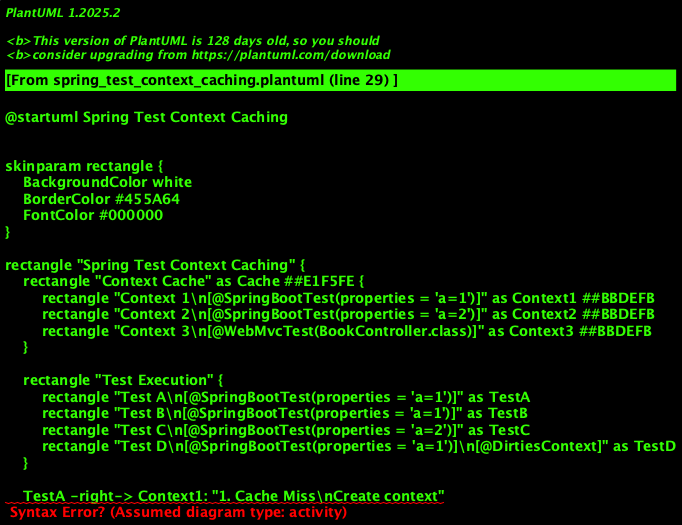 PlantUML 1.2025.2
<b>This version of PlantUML is 128 days old, so you should
<b>consider upgrading from https://plantuml.com/download
[From spring_test_context_caching.plantuml (line 29) ]
@startuml Spring Test Context Caching
skinparam rectangle {
BackgroundColor white
BorderColor #455A64
FontColor #000000
}
rectangle "Spring Test Context Caching" {
rectangle "Context Cache" as Cache ##E1F5FE {
rectangle "Context 1\n[@SpringBootTest(properties = 'a=1')]" as Context1 ##BBDEFB
rectangle "Context 2\n[@SpringBootTest(properties = 'a=2')]" as Context2 ##BBDEFB
rectangle "Context 3\n[@WebMvcTest(BookController.class)]" as Context3 ##BBDEFB
}
rectangle "Test Execution" {
rectangle "Test A\n[@SpringBootTest(properties = 'a=1')]" as TestA
rectangle "Test B\n[@SpringBootTest(properties = 'a=1')]" as TestB
rectangle "Test C\n[@SpringBootTest(properties = 'a=2')]" as TestC
rectangle "Test D\n[@SpringBootTest(properties = 'a=1')]\n[@DirtiesContext]" as TestD
}
TestA -right-> Context1: "1. Cache Miss\nCreate context"
Syntax Error? (Assumed diagram type: activity)